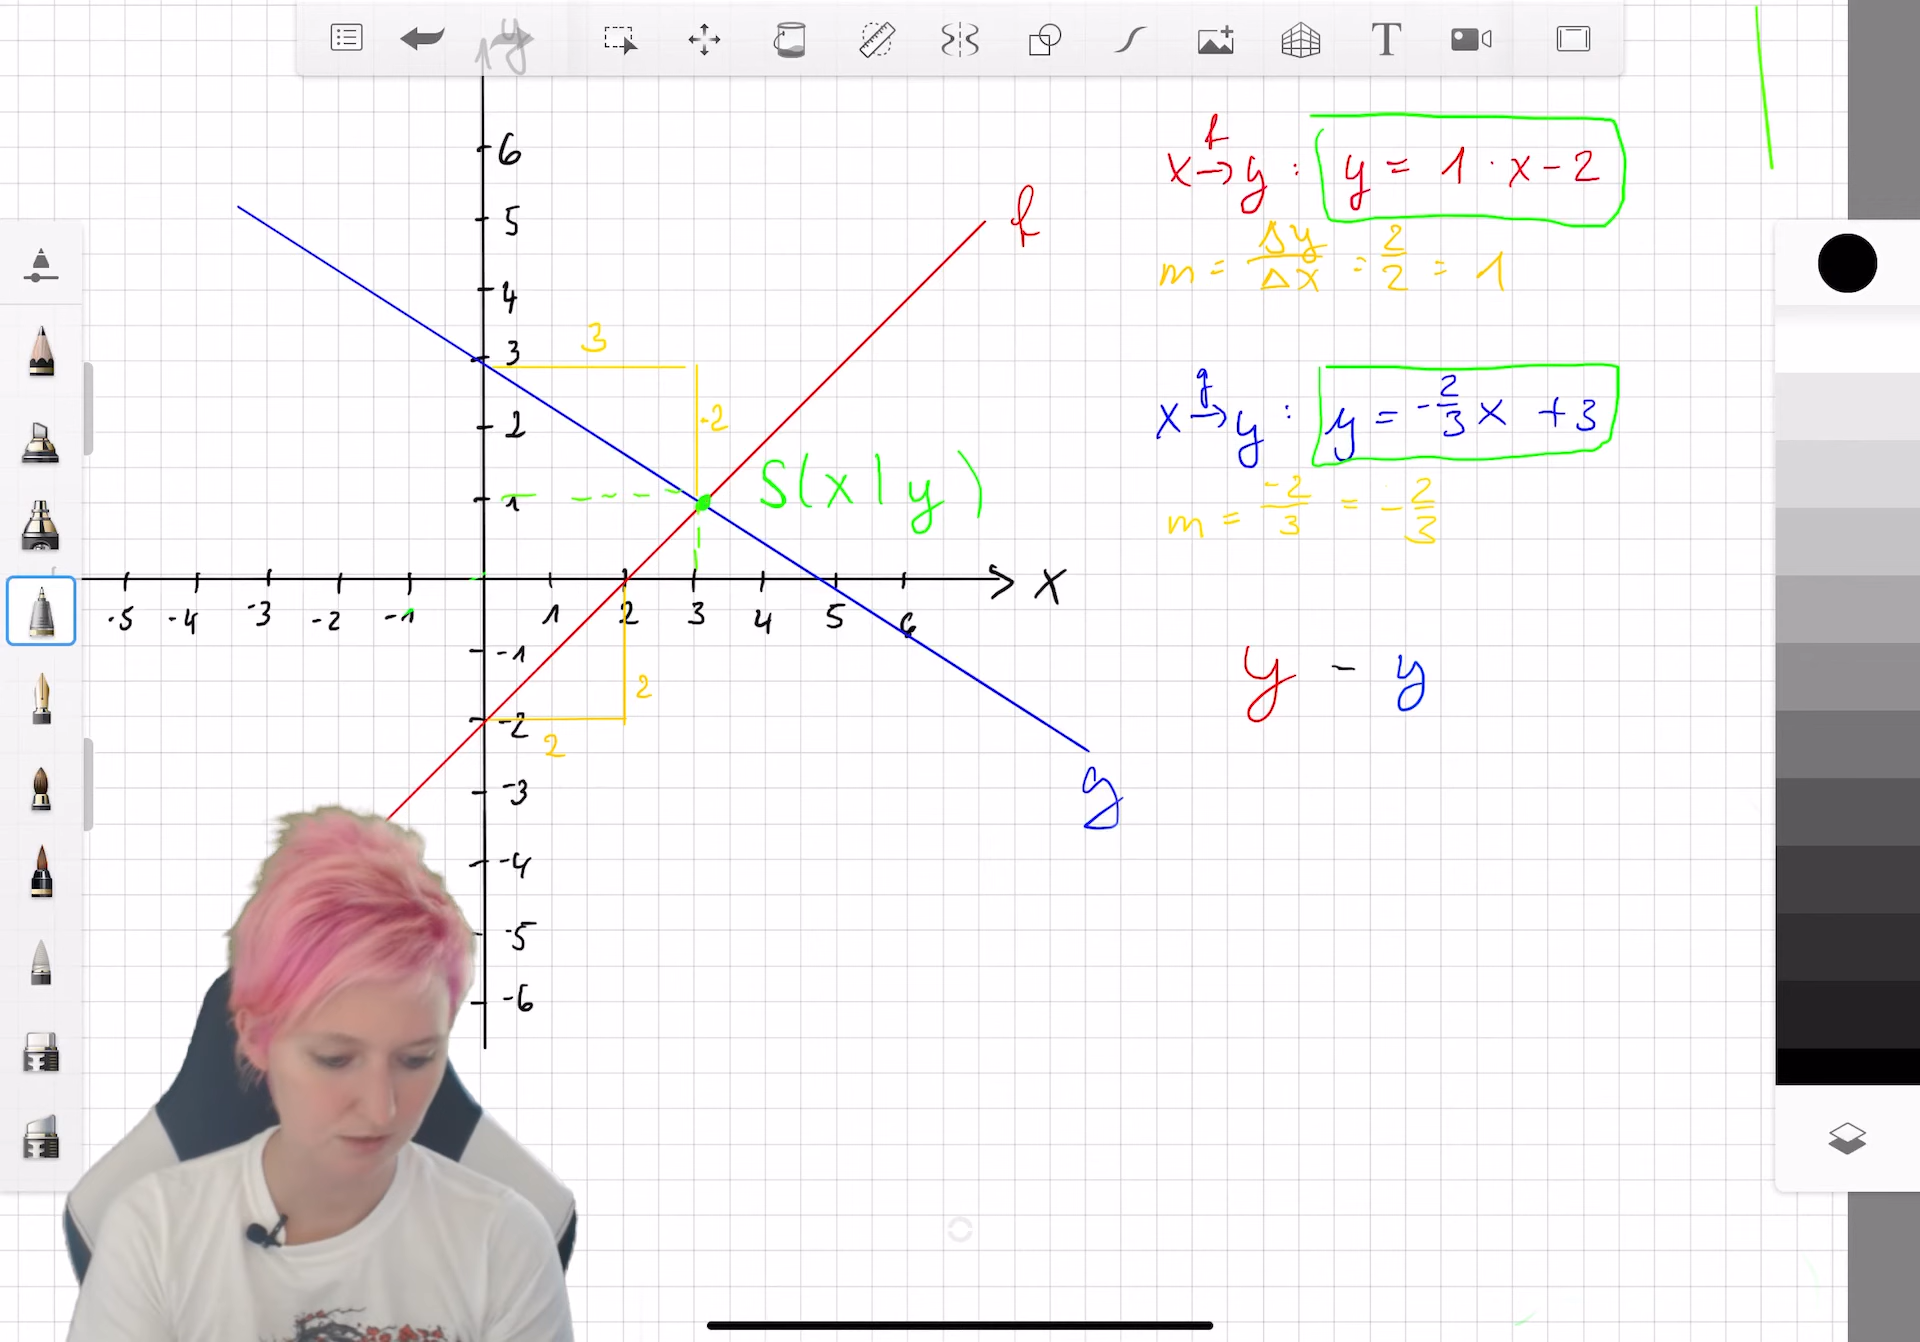 y
6
5
4
3
2
1
-5 -4 -3 -2 -1 1 2 3 4 5 6 x
-1
-2
-3
-4
-5
-6
f
g
3
-2
2
2
S(x | y)
x →f y : y = 1 · x - 2
m = Δy/Δx = 2/2 = 1
x →g y : y = -2/3 x + 3
m = -2/3 = -2/3
y - y
T